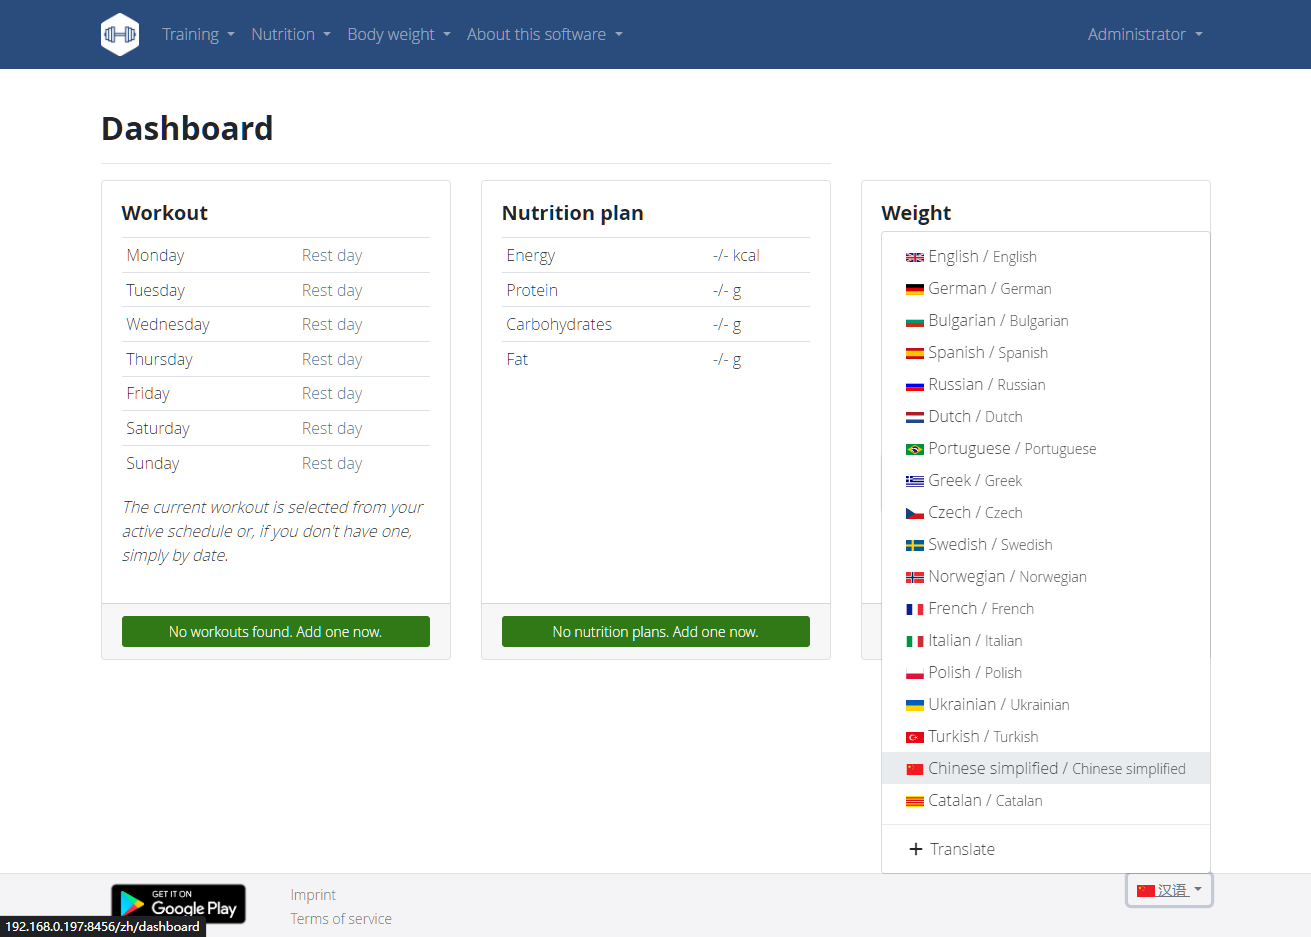 Training Nutrition Body weight About this software Administrator
Dashboard
Workout
Monday Rest day
Tuesday Rest day
Wednesday Rest day
Thursday Rest day
Friday Rest day
Saturday Rest day
Sunday Rest day
The current workout is selected from your
active schedule or, if you don't have one,
simply by date.
No workouts found. Add one now.
Nutrition plan
Energy -/- kcal
Protein -/- g
Carbohydrates -/- g
Fat -/- g
No nutrition plans. Add one now.
Weight
English / English
German / German
Bulgarian / Bulgarian
Spanish / Spanish
Russian / Russian
Dutch / Dutch
Portuguese / Portuguese
Greek / Greek
Czech / Czech
Swedish / Swedish
Norwegian / Norwegian
French / French
Italian / Italian
Polish / Polish
Ukrainian / Ukrainian
Turkish / Turkish
Chinese simplified / Chinese simplified
Catalan / Catalan
+ Translate
汉语
GET IT ON
Google Play
Imprint
Terms of service
192.168.0.197:8456/zh/dashboard